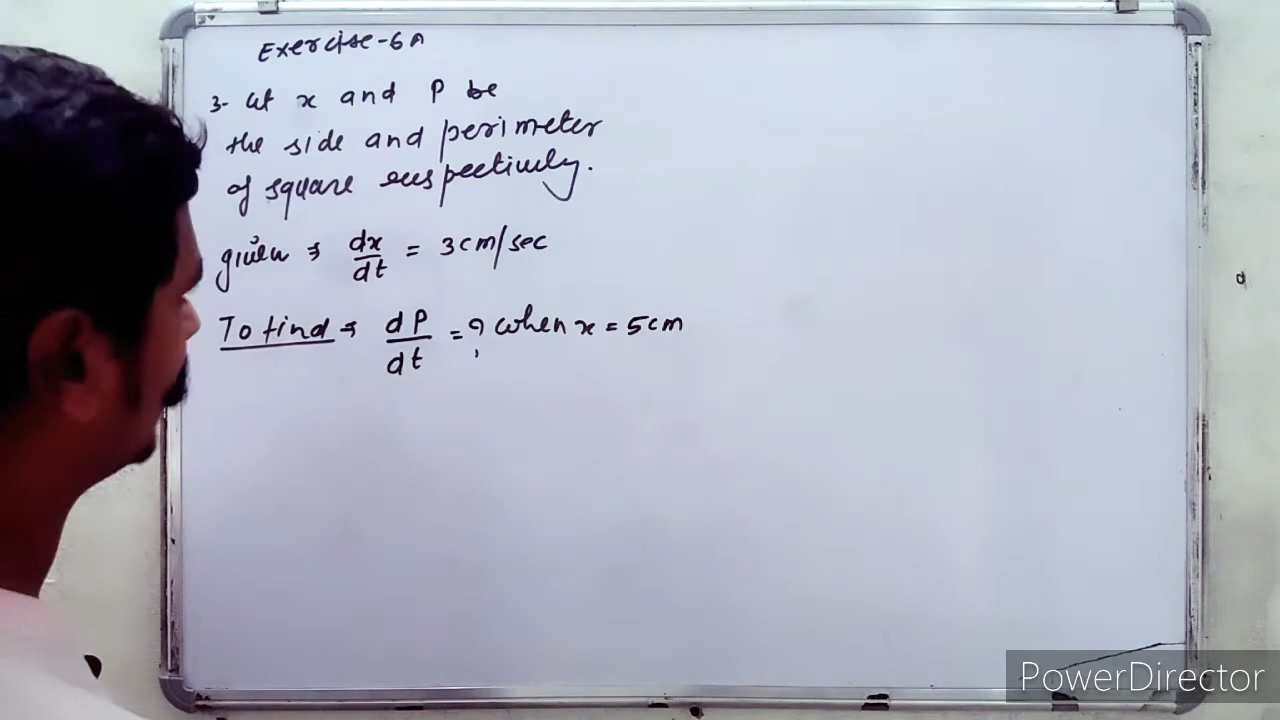 Exercise-6A
3- Let x and P be
the side and perimeter
of square respectively.
given ⇒ dx/dt = 3cm/sec
To find ⇒ dP/dt = ? when x = 5cm
PowerDirector